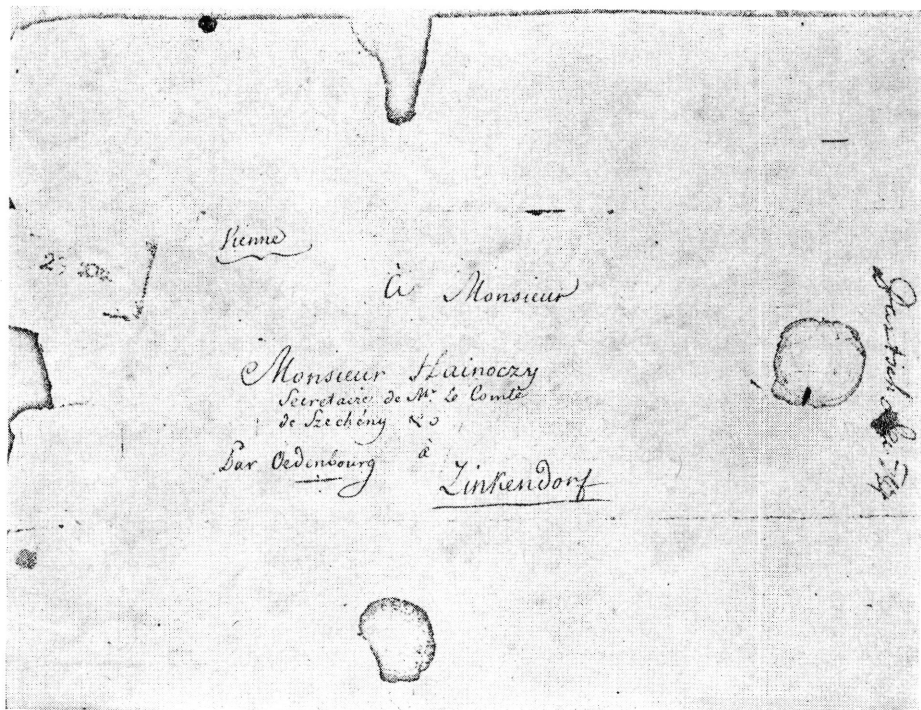 Vienne
à Monsieur
Monsieur Hainoczy
Secretaire de Mr. Le Comte
de Szechény &c
Par Oedenbourg à
Zinkendorf